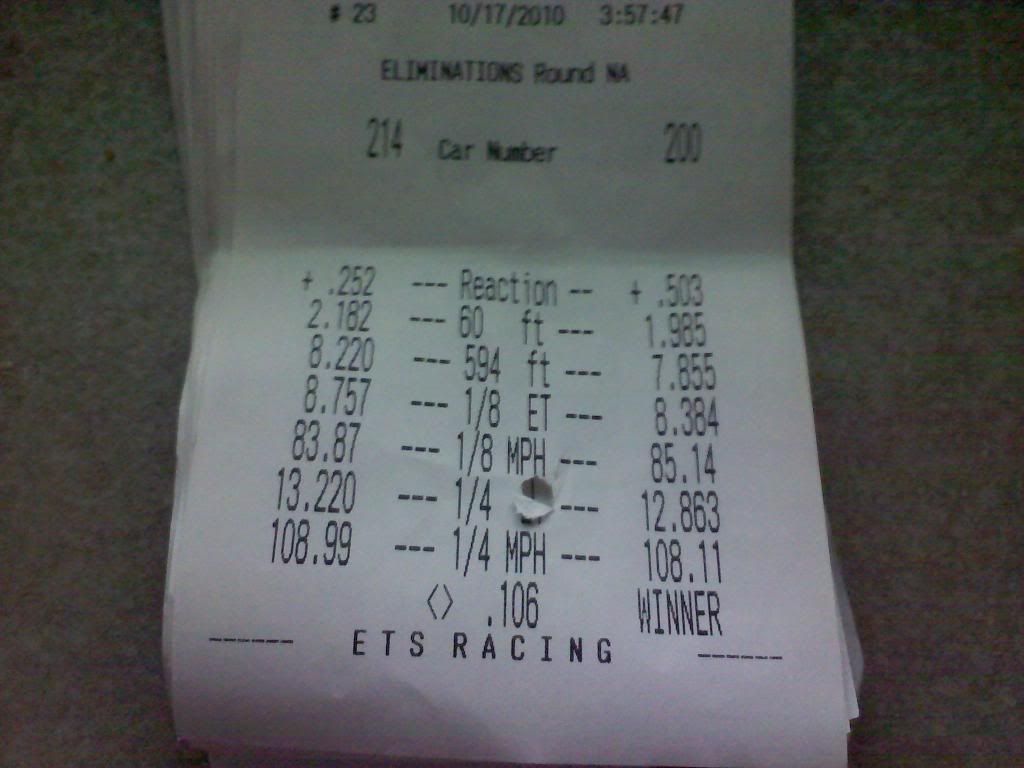 # 23 10/17/2010 3:57:47
ELIMINATIONS Round NA
214 Car Number 200
+ .252 --- Reaction -- + .503
2.182 --- 60 ft --- 1.985
8.220 --- 594 ft --- 7.855
8.757 --- 1/8 ET --- 8.384
83.87 --- 1/8 MPH --- 85.14
13.220 --- 1/4 --- 12.863
108.99 --- 1/4 MPH --- 108.11
<> .106 WINNER
------- ETS RACING -------